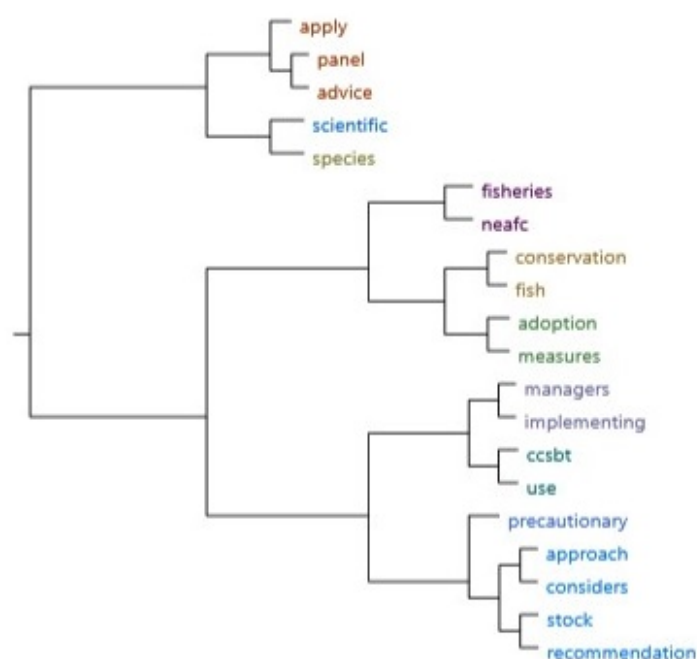 apply
panel
advice
scientific
species
fisheries
neafc
conservation
fish
adoption
measures
managers
implementing
ccsbt
use
precautionary
approach
considers
stock
recommendation